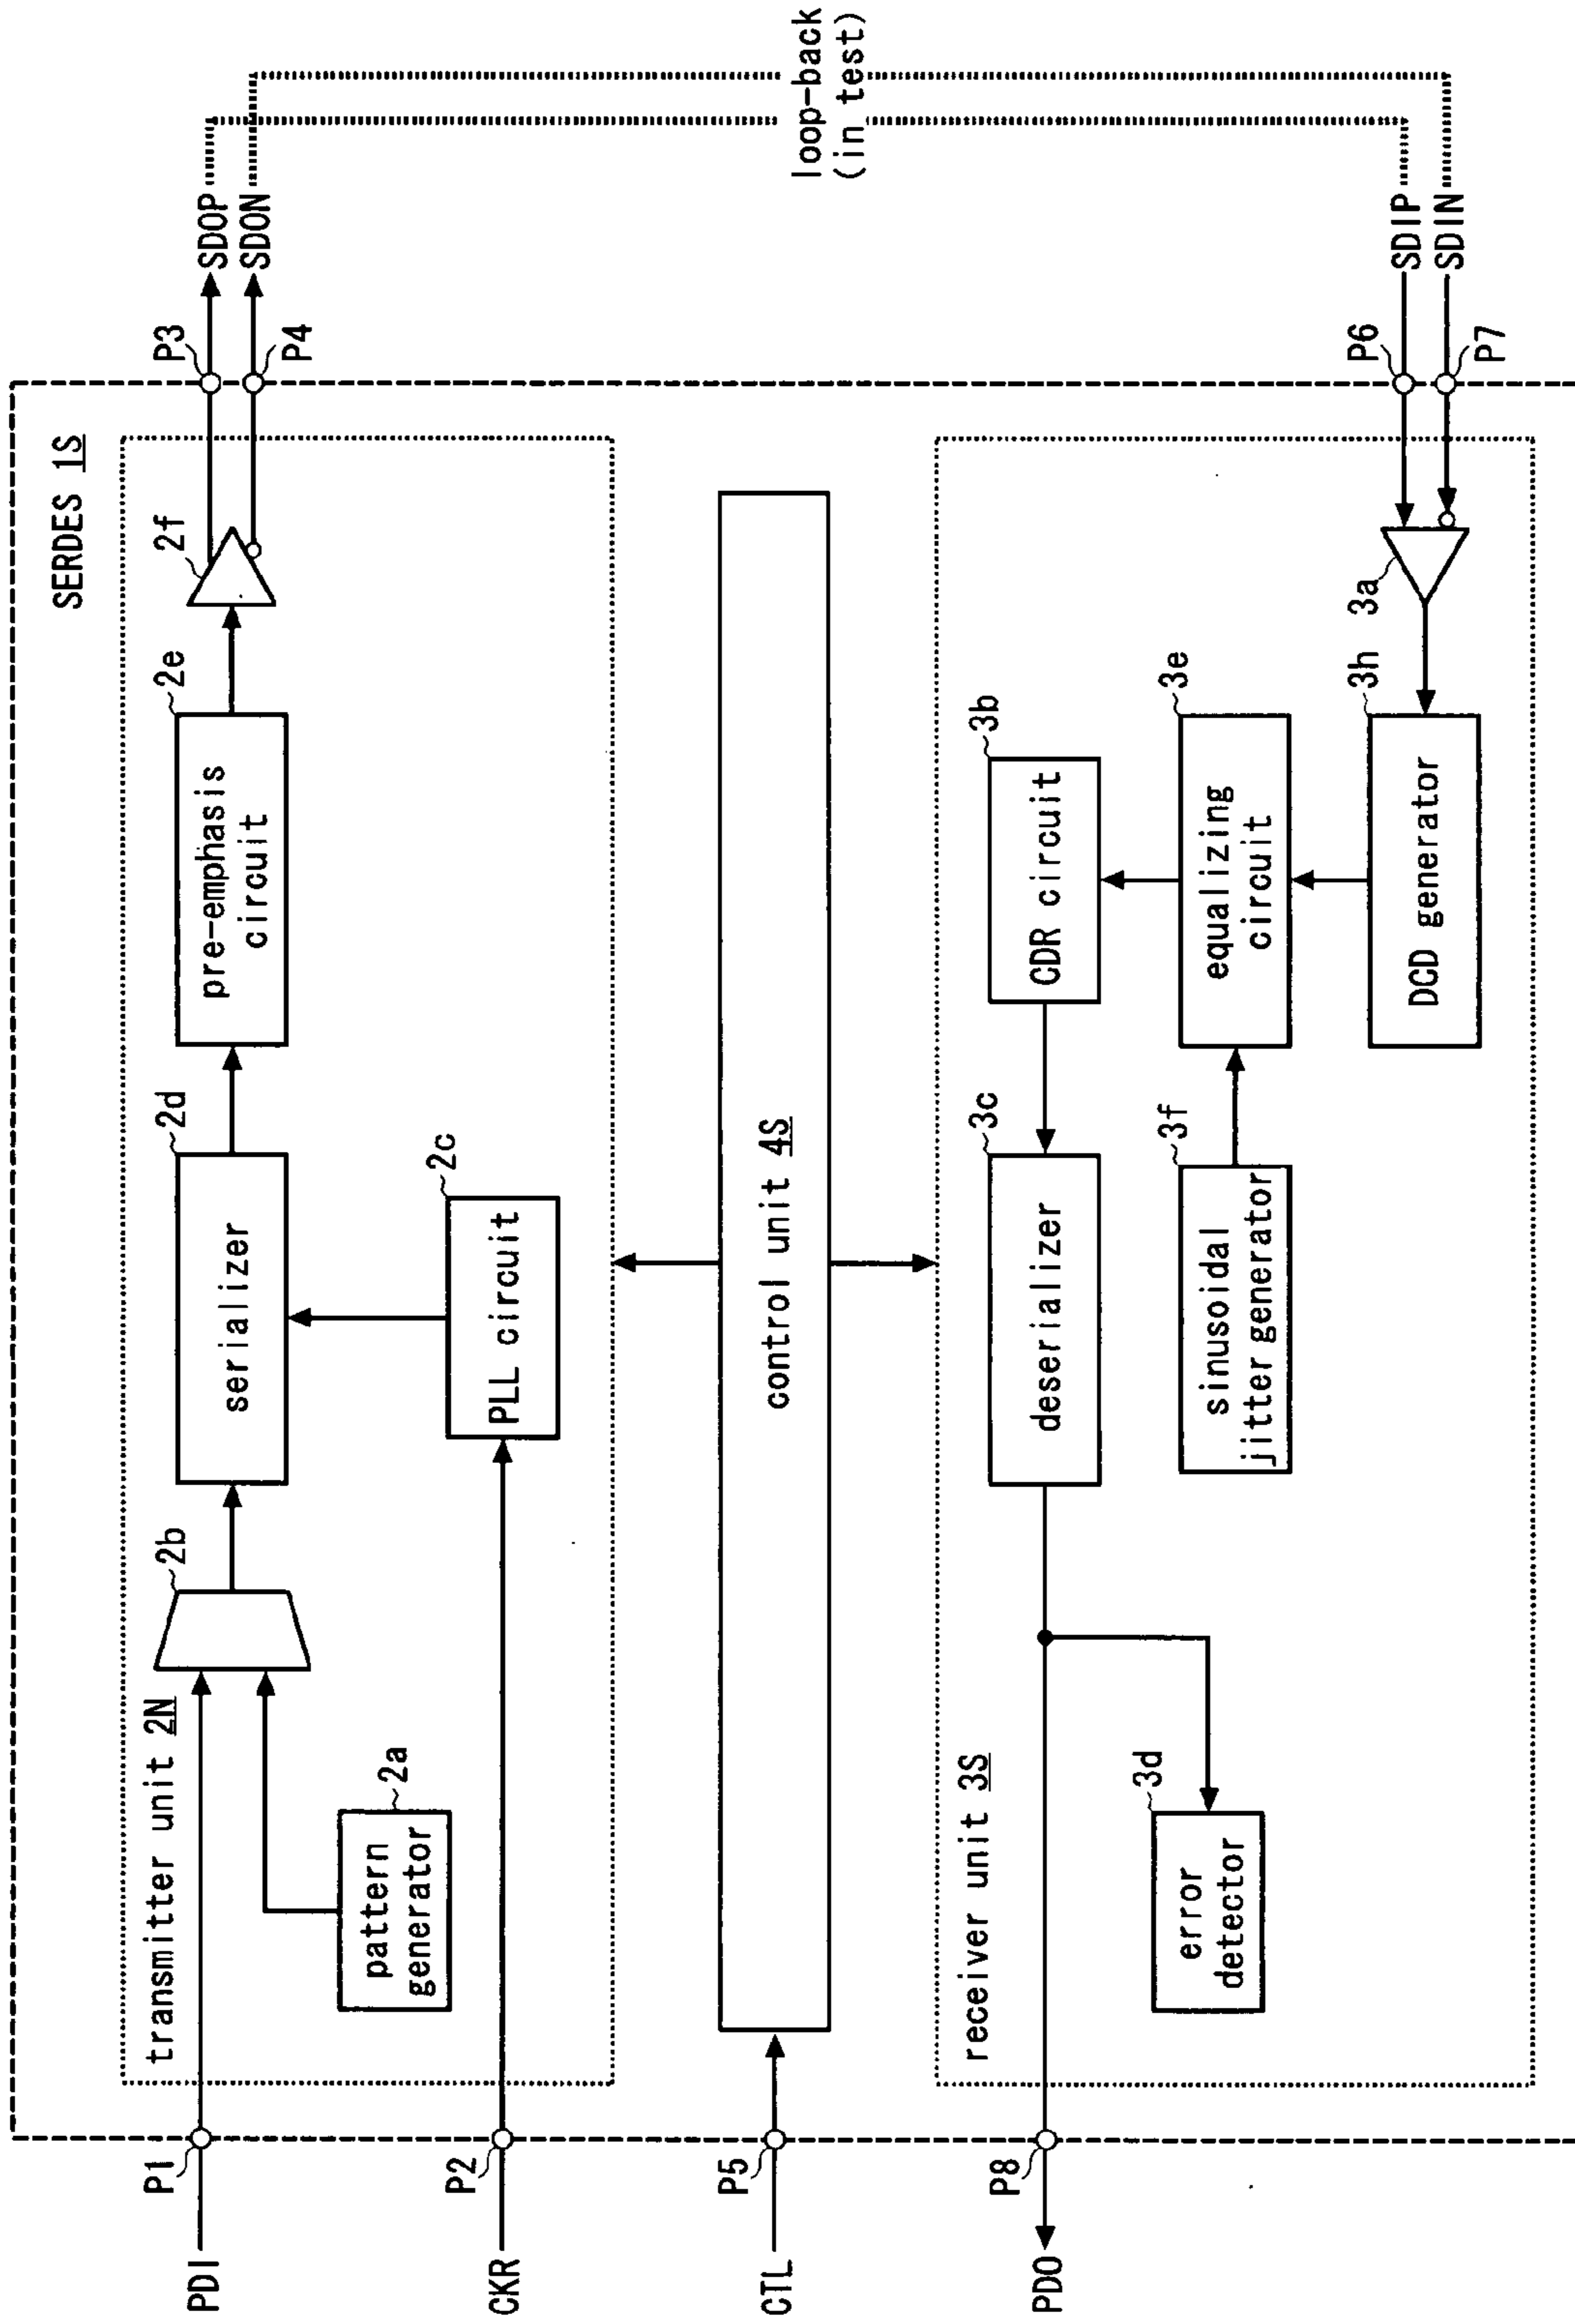 SERDES 1S
transmitter unit 2N
PDI
P1
pattern
generator
2a
2b
serializer
2d
pre-emphasis
circuit
2e
2f
P3
SDOP
P4
SDON
CKR
P2
PLL circuit
2c
CTL
P5
control unit 4S
loop-back
(in test)
receiver unit 3S
PDO
P8
error
detector
3d
deserializer
3c
CDR circuit
3b
sinusoidal
jitter generator
3f
equalizing
circuit
3e
DCD generator
3h
3a
P6
SDIP
P7
SDIN